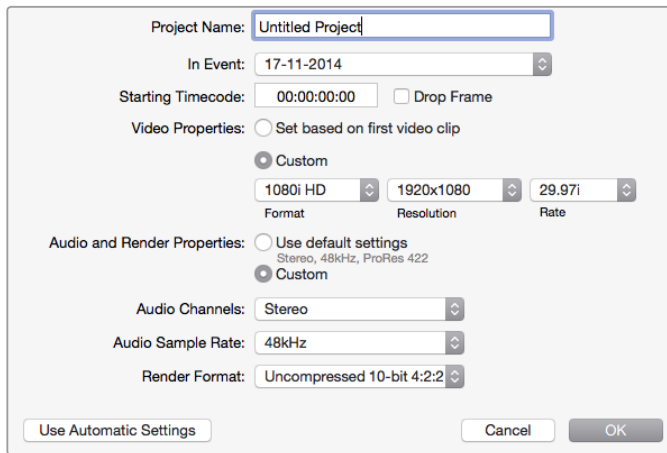 Project Name: Untitled Project
In Event: 17-11-2014
Starting Timecode: 00:00:00:00 Drop Frame
Video Properties: Set based on first video clip
Custom
1080i HD 1920x1080 29.97i
Format Resolution Rate
Audio and Render Properties: Use default settings
Stereo, 48kHz, ProRes 422
Custom
Audio Channels: Stereo
Audio Sample Rate: 48kHz
Render Format: Uncompressed 10-bit 4:2:2
Use Automatic Settings Cancel OK